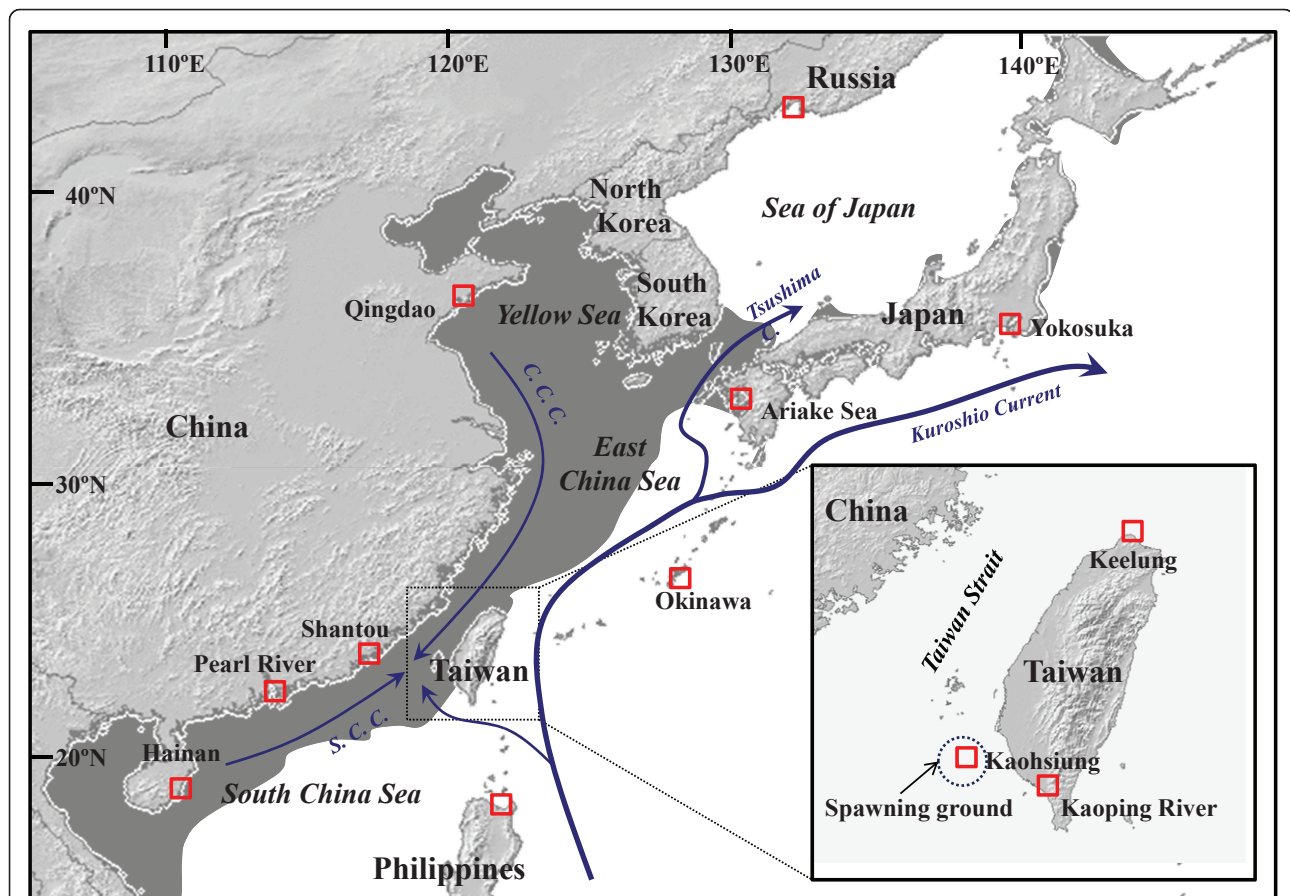 110ºE
120ºE
130ºE
140ºE
Russia
40ºN
North
Korea
Sea of Japan
South
Korea
Qingdao
Yellow Sea
Tsushima
C.
Japan
Yokosuka
C. C. C.
Ariake Sea
Kuroshio Current
China
East
China Sea
30ºN
Okinawa
Shantou
Pearl River
Taiwan
S. C. C.
Hainan
20ºN
South China Sea
Philippines
China
Keelung
Taiwan Strait
Taiwan
Kaohsiung
Spawning ground
Kaoping River